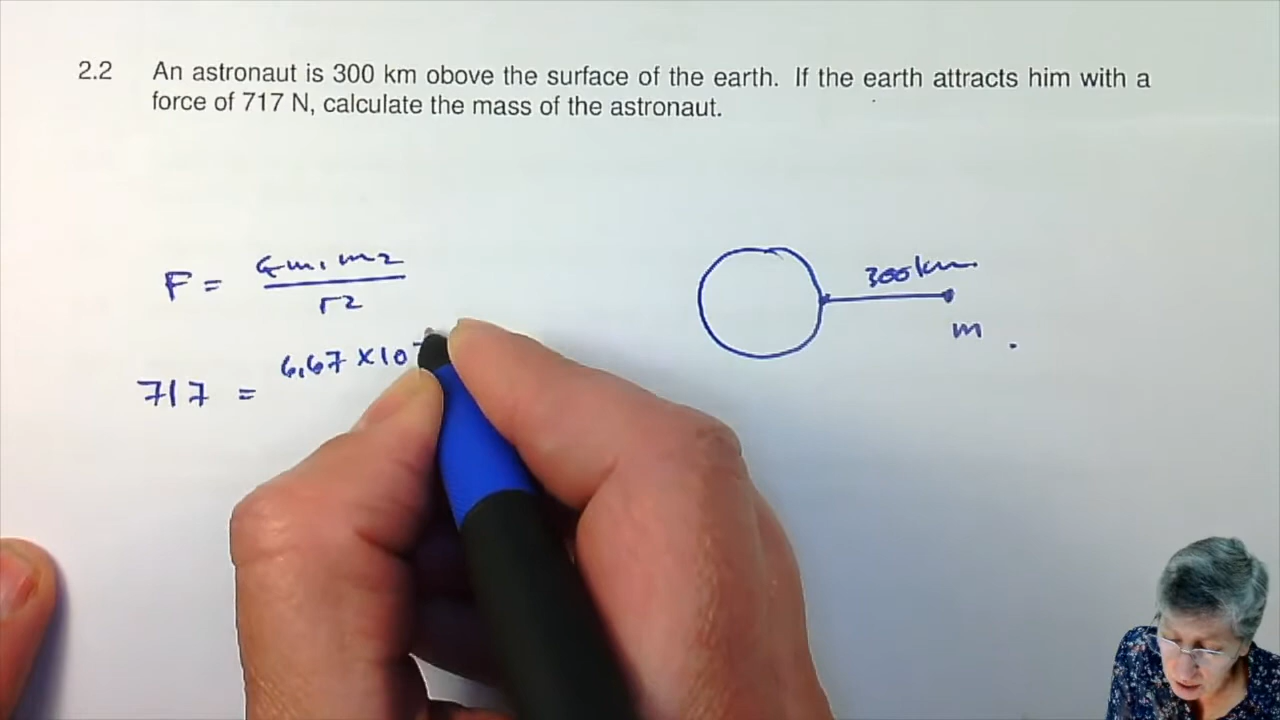 2.2 An astronaut is 300 km obove the surface of the earth. If the earth attracts him with a
force of 717 N, calculate the mass of the astronaut.
F = Gm₁m₂
r²
300km.
m.
6,67 × 10⁻
717 =